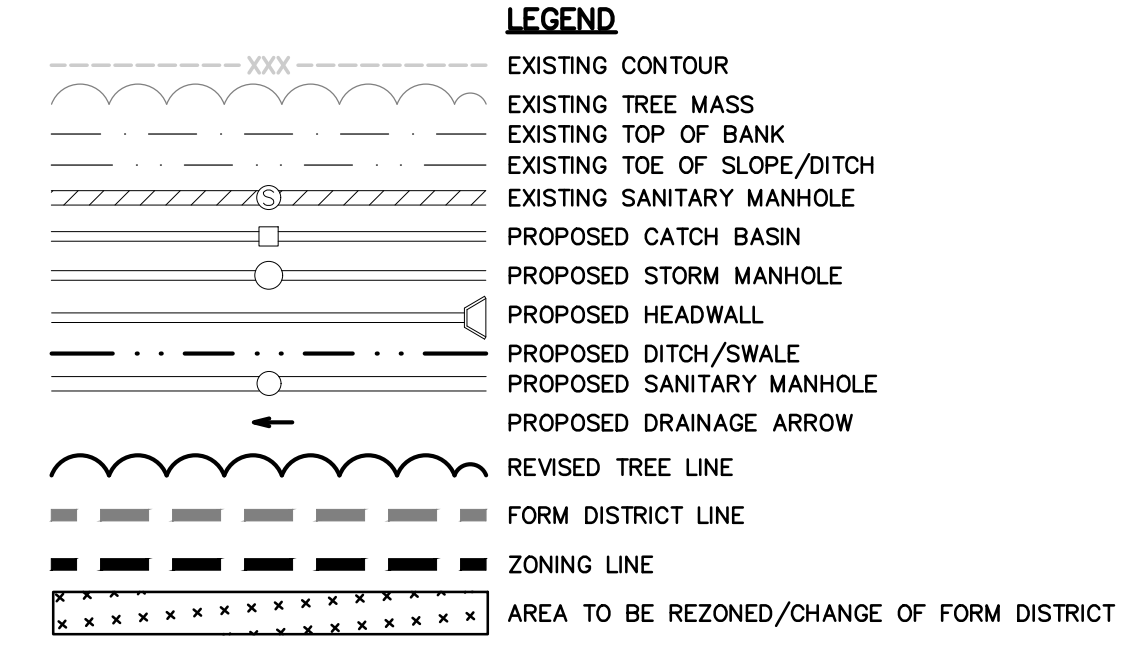 LEGEND
XXX EXISTING CONTOUR
EXISTING TREE MASS
EXISTING TOP OF BANK
EXISTING TOE OF SLOPE/DITCH
S EXISTING SANITARY MANHOLE
PROPOSED CATCH BASIN
PROPOSED STORM MANHOLE
PROPOSED HEADWALL
PROPOSED DITCH/SWALE
PROPOSED SANITARY MANHOLE
PROPOSED DRAINAGE ARROW
REVISED TREE LINE
FORM DISTRICT LINE
ZONING LINE
AREA TO BE REZONED/CHANGE OF FORM DISTRICT